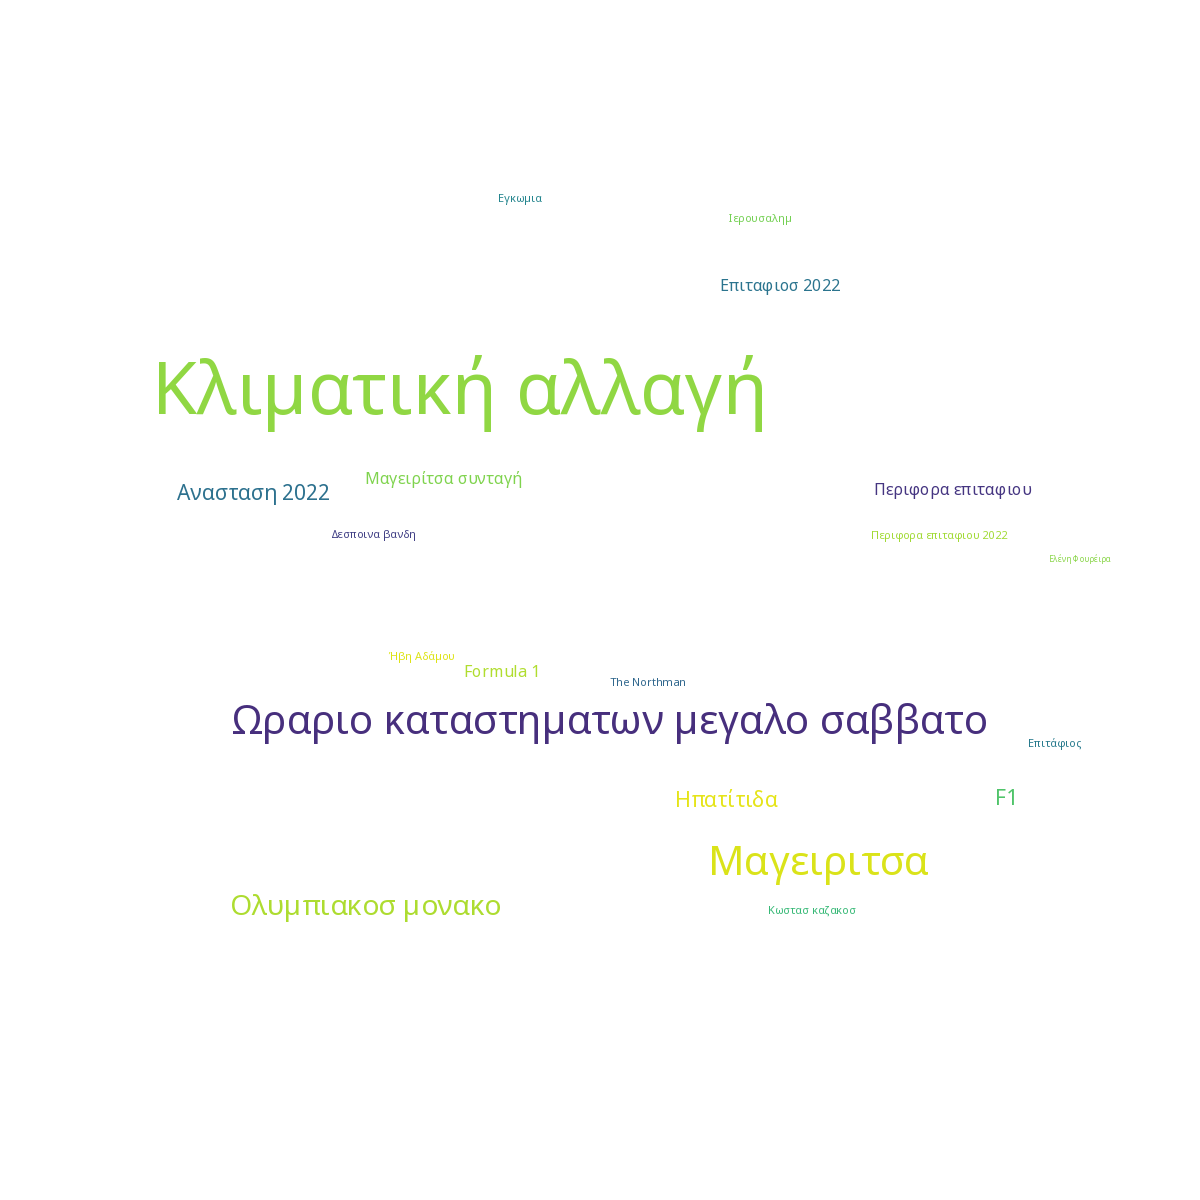 Εγκωμια
Ιερουσαλημ
Επιταφιοσ 2022
Κλιματική αλλαγή
Μαγειρίτσα συνταγή
Ανασταση 2022
Περιφορα επιταφιου
Δεσποινα βανδη
Περιφορα επιταφιου 2022
Ελένη Φουρέιρα
Ήβη Αδάμου
Formula 1
The Northman
Ωραριο καταστηματων μεγαλο σαββατο
Επιτάφιος
Ηπατίτιδα
F1
Μαγειριτσα
Ολυμπιακοσ μονακο
Κωστασ καζακοσ